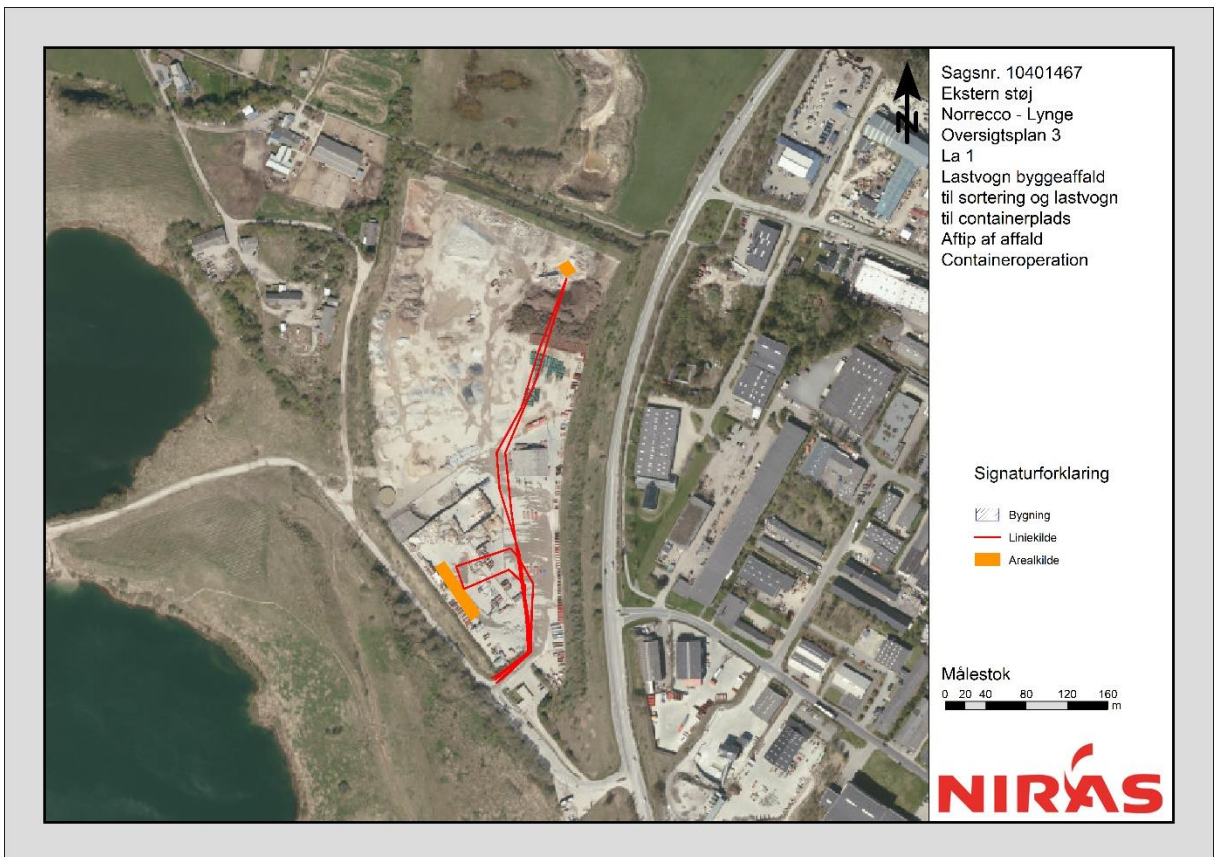 Sagsnr. 10401467
Ekstern støj
Norrecco - Lynge
Oversigtsplan 3
La 1
Lastvogn byggeaffald
til sortering og lastvogn
til containerplads
Aftip af affald
Containeroperation
N
Signaturforklaring
Bygning
Liniekilde
Arealkilde
Målestok
0 20 40 80 120 160
m
NIRÁS